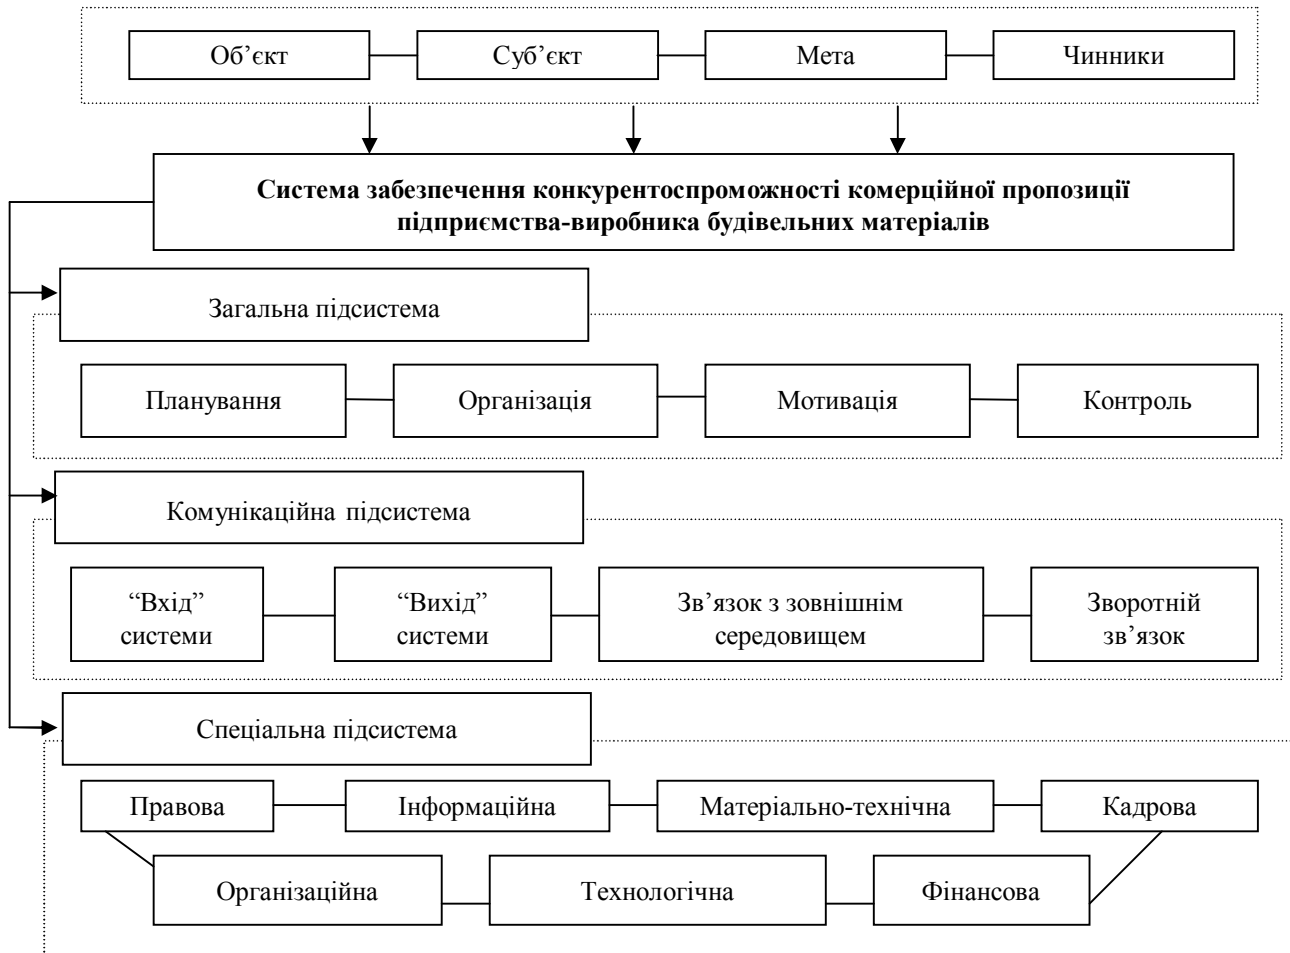 Об’єкт
Суб’єкт
Мета
Чинники
Система забезпечення конкурентоспроможності комерційної пропозиції
підприємства-виробника будівельних матеріалів
Загальна підсистема
Планування
Організація
Мотивація
Контроль
Комунікаційна підсистема
“Вхід”
системи
“Вихід”
системи
Зв’язок з зовнішнім
середовищем
Зворотній
зв’язок
Спеціальна підсистема
Правова
Інформаційна
Матеріально-технічна
Кадрова
Організаційна
Технологічна
Фінансова